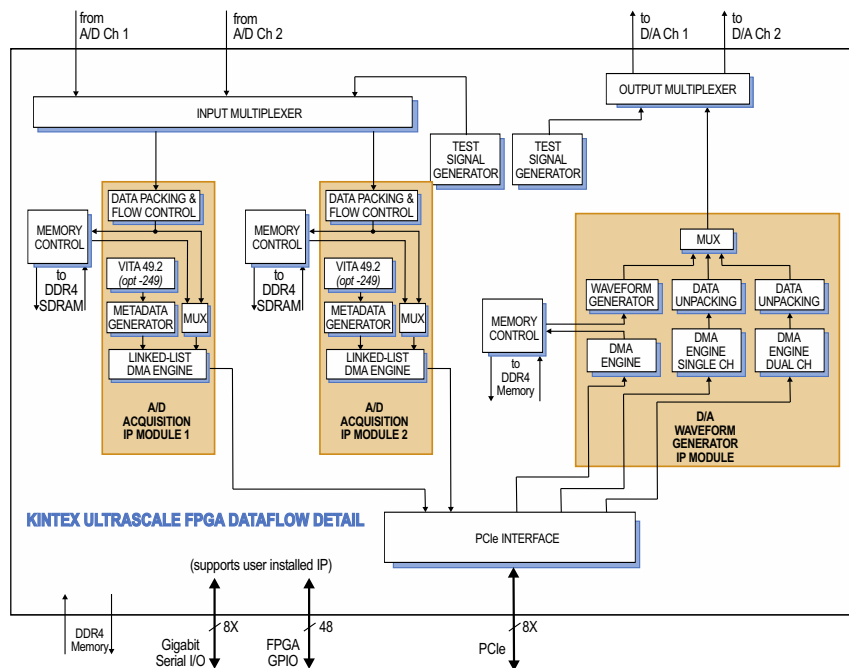 from
A/D Ch 1
from
A/D Ch 2
to
D/A Ch 1
to
D/A Ch 2
INPUT MULTIPLEXER
OUTPUT MULTIPLEXER
TEST
SIGNAL
GENERATOR
TEST
SIGNAL
GENERATOR
DATA PACKING &
FLOW CONTROL
MEMORY
CONTROL
to
DDR4
SDRAM
VITA 49.2
(opt -249)
METADATA
GENERATOR
MUX
LINKED-LIST
DMA ENGINE
A/D
ACQUISITION
IP MODULE 1
DATA PACKING &
FLOW CONTROL
MEMORY
CONTROL
to
DDR4
SDRAM
VITA 49.2
(opt -249)
METADATA
GENERATOR
MUX
LINKED-LIST
DMA ENGINE
A/D
ACQUISITION
IP MODULE 2
MUX
WAVEFORM
GENERATOR
DATA
UNPACKING
DATA
UNPACKING
MEMORY
CONTROL
to
DDR4
Memory
DMA
ENGINE
DMA
ENGINE
SINGLE CH
DMA
ENGINE
DUAL CH
D/A
WAVEFORM
GENERATOR
IP MODULE
KINTEX ULTRASCALE FPGA DATAFLOW DETAIL
PCIe INTERFACE
(supports user installed IP)
DDR4
Memory
8X
Gigabit
Serial I/O
48
FPGA
GPIO
8X
PCIe